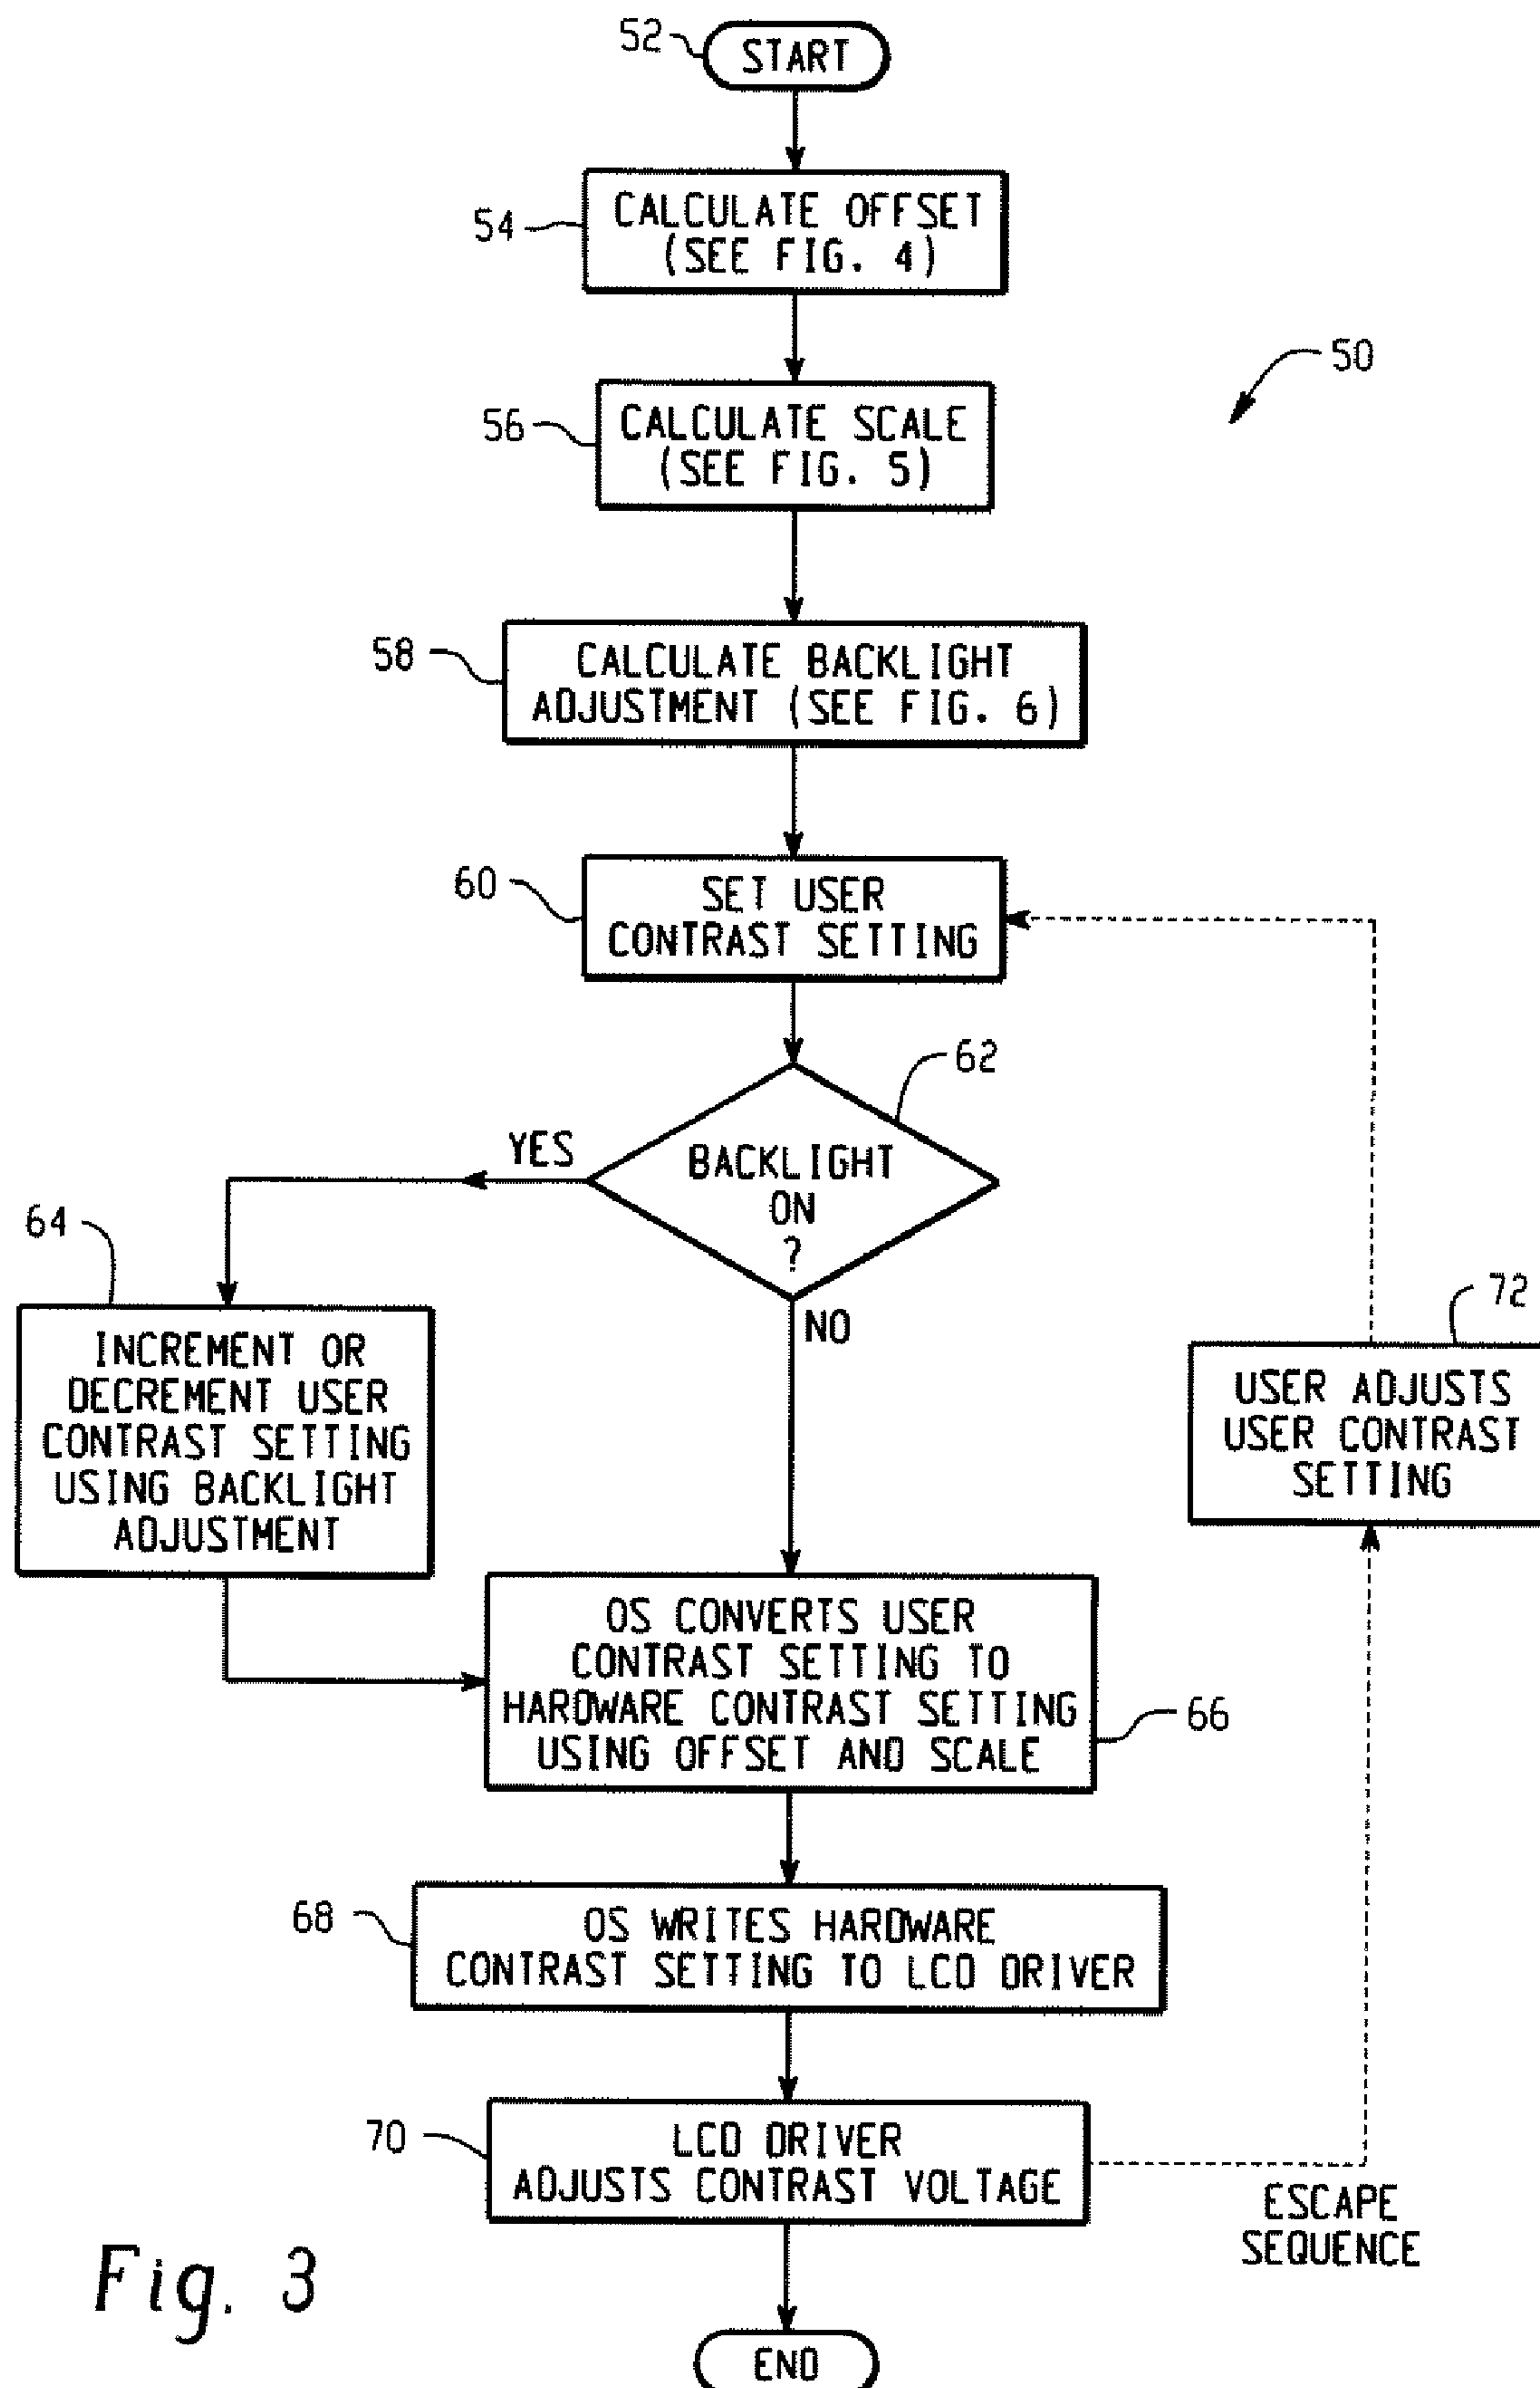 52
START
54
CALCULATE OFFSET
(SEE FIG. 4)
50
56
CALCULATE SCALE
(SEE FIG. 5)
58
CALCULATE BACKLIGHT
ADJUSTMENT (SEE FIG. 6)
60
SET USER
CONTRAST SETTING
62
YES
BACKLIGHT
ON
?
64
NO
72
INCREMENT OR
DECREMENT USER
CONTRAST SETTING
USING BACKLIGHT
ADJUSTMENT
USER ADJUSTS
USER CONTRAST
SETTING
OS CONVERTS USER
CONTRAST SETTING TO
HARDWARE CONTRAST SETTING
USING OFFSET AND SCALE
66
68
OS WRITES HARDWARE
CONTRAST SETTING TO LCD DRIVER
70
LCD DRIVER
ADJUSTS CONTRAST VOLTAGE
ESCAPE
SEQUENCE
Fig. 3
END